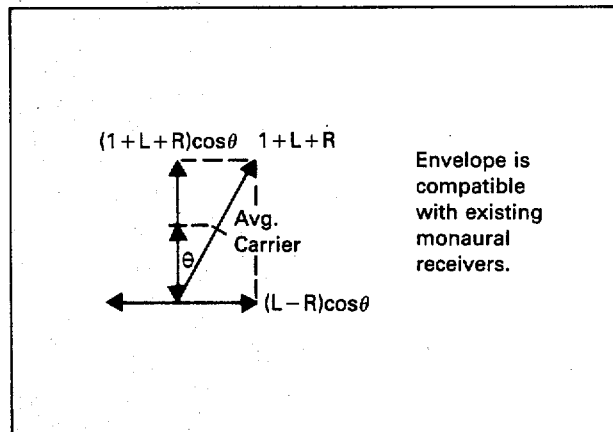 (1+L+R)cosθ 1+L+R
Envelope is
compatible
with existing
monaural
receivers.
Avg.
Carrier
θ
(L−R)cosθ